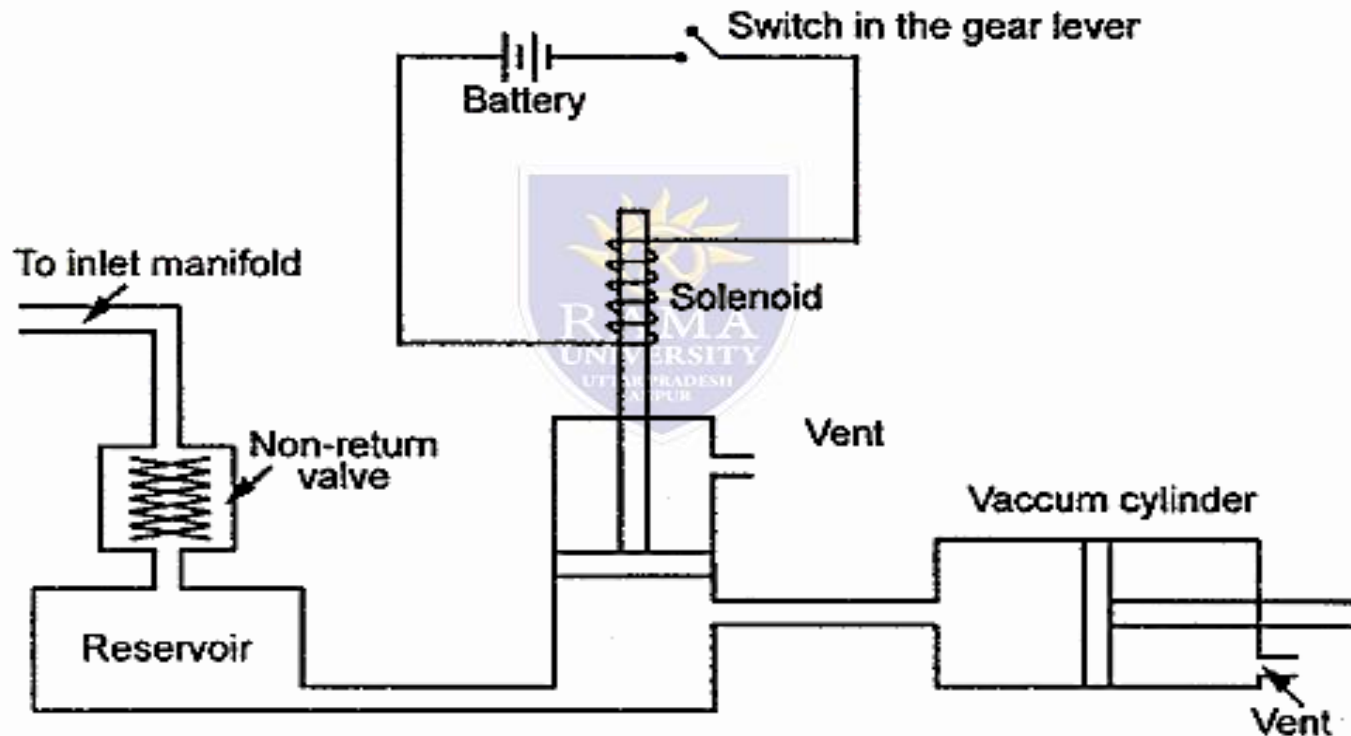 Switch in the gear lever
Battery
To inlet manifold
Solenoid
RAMA
UNIVERSITY
UTTAR PRADESH
Vent
Non-return
valve
Vaccum cylinder
Reservoir
Vent